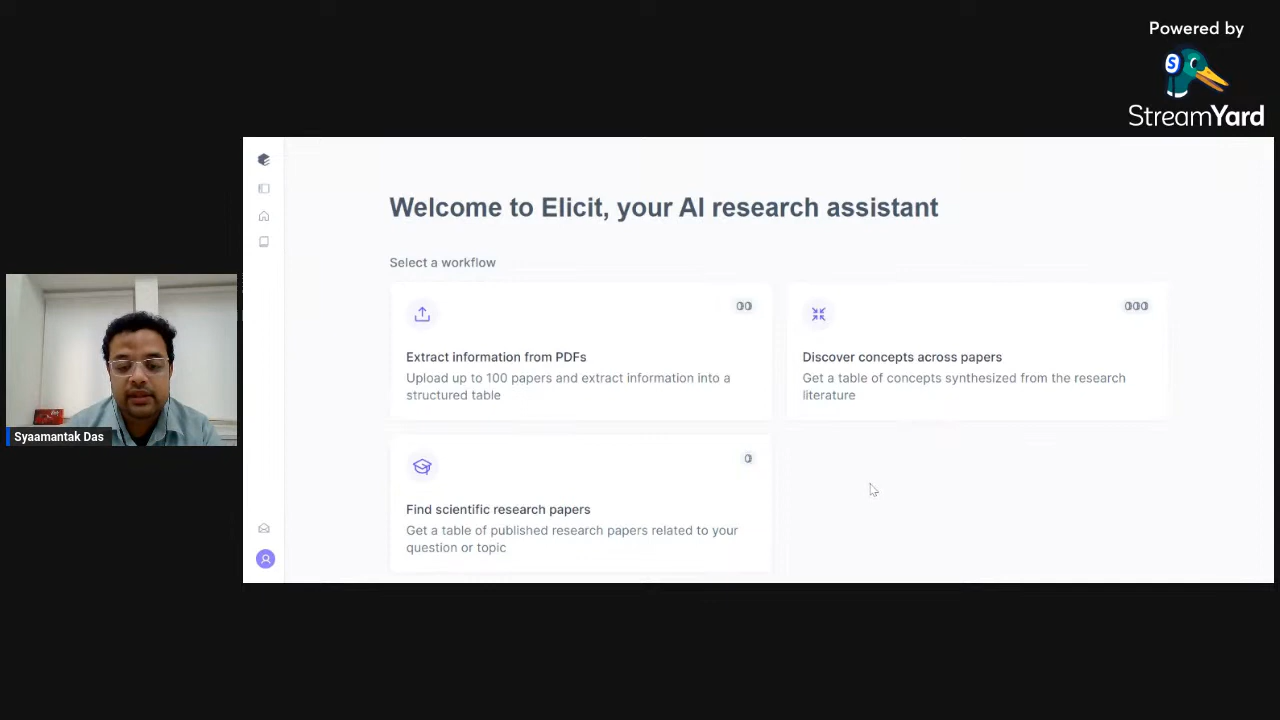 Powered by
StreamYard
Welcome to Elicit, your AI research assistant
Select a workflow
Extract information from PDFs
Upload up to 100 papers and extract information into a
structured table
Discover concepts across papers
Get a table of concepts synthesized from the research
literature
Find scientific research papers
Get a table of published research papers related to your
question or topic
Syaamantak Das